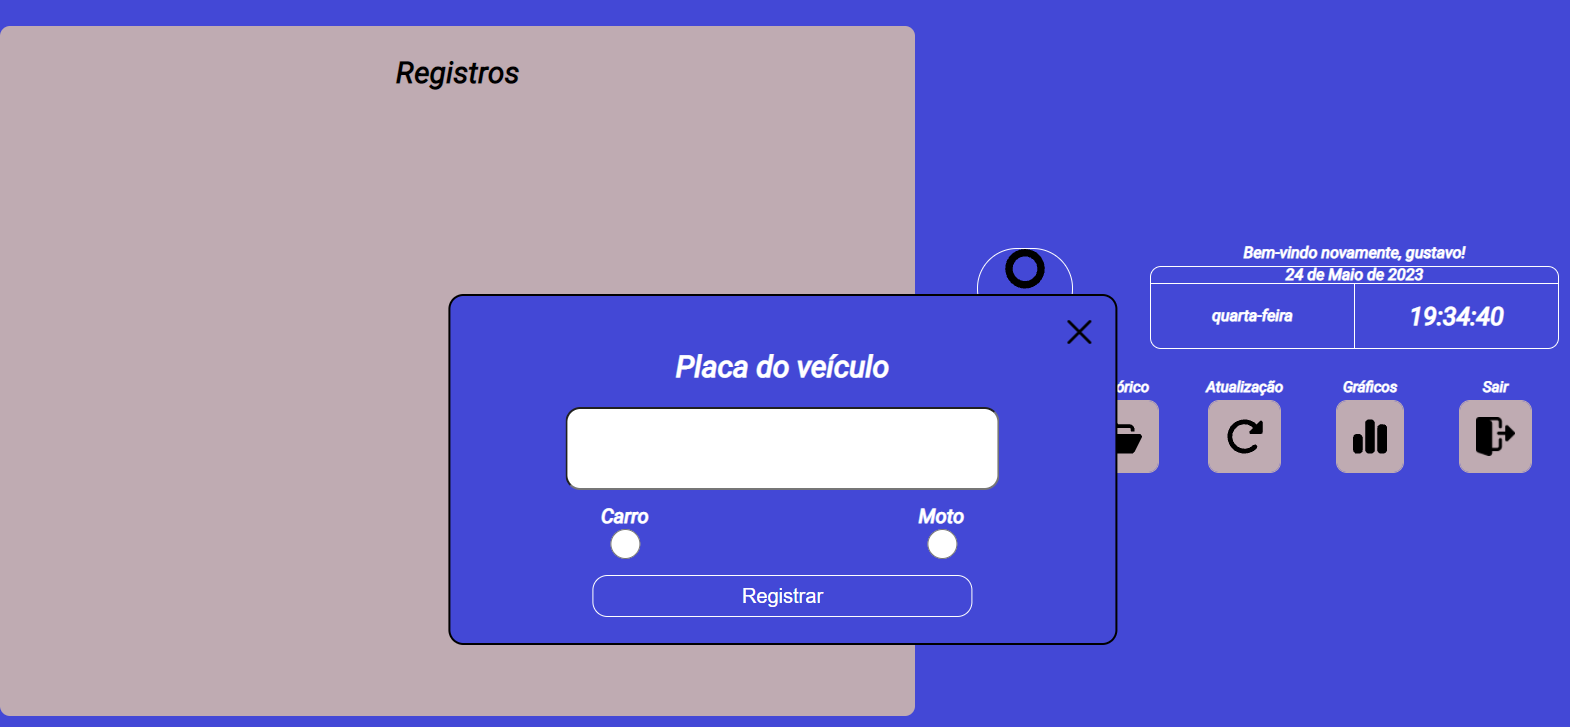 Registros
Bem-vindo novamente, gustavo!
24 de Maio de 2023
quarta-feira
19:34:40
Placa do veículo
órico
Atualização
Gráficos
Sair
Carro
Moto
Registrar